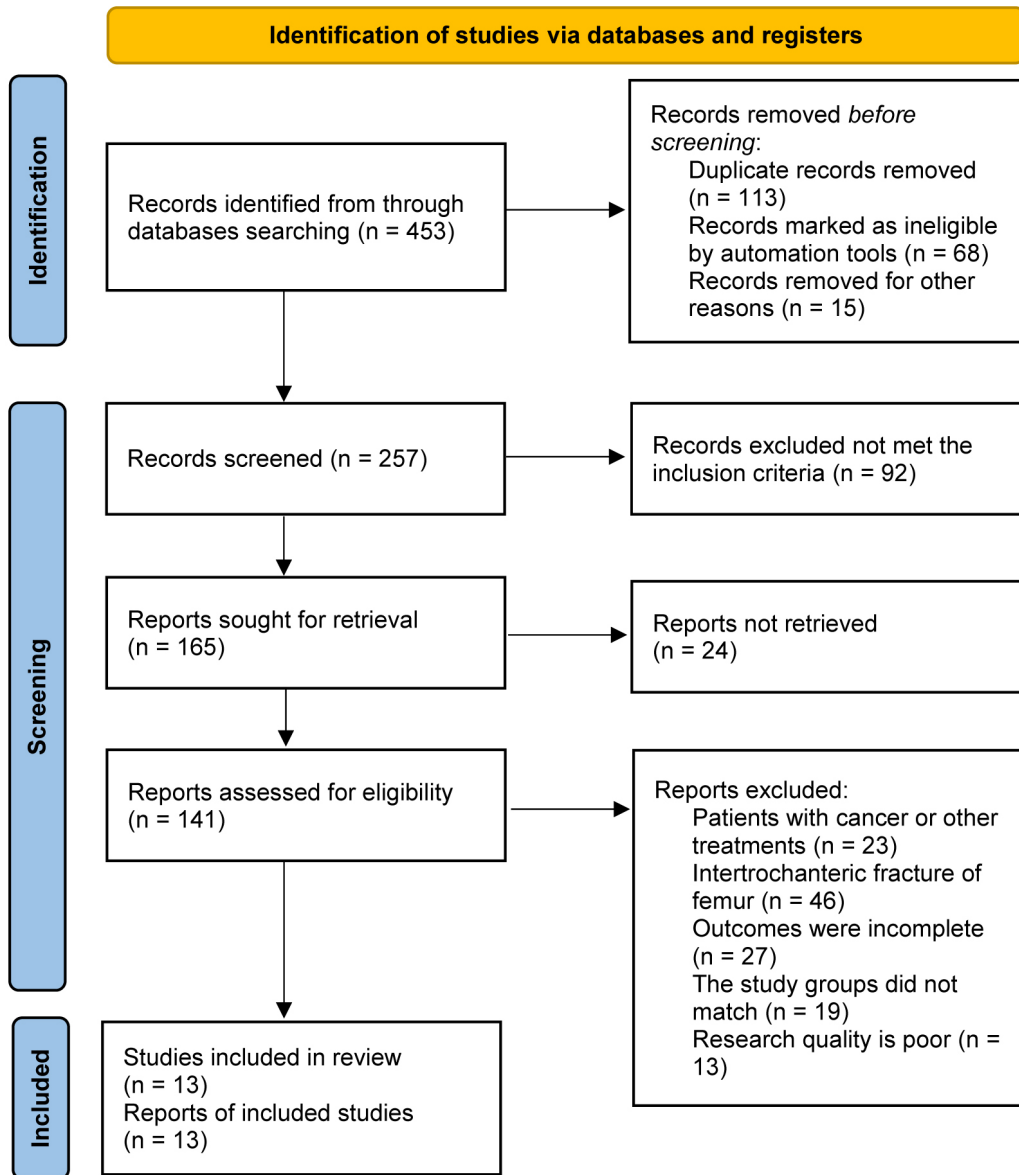 Identification of studies via databases and registers
Identification
Records identified from through
databases searching (n = 453)
Records removed before
screening:
Duplicate records removed
(n = 113)
Records marked as ineligible
by automation tools (n = 68)
Records removed for other
reasons (n = 15)
Screening
Records screened (n = 257)
Records excluded not met the
inclusion criteria (n = 92)
Reports sought for retrieval
(n = 165)
Reports not retrieved
(n = 24)
Reports assessed for eligibility
(n = 141)
Reports excluded:
Patients with cancer or other
treatments (n = 23)
Intertrochanteric fracture of
femur (n = 46)
Outcomes were incomplete
(n = 27)
The study groups did not
match (n = 19)
Research quality is poor (n =
13)
Included
Studies included in review
(n = 13)
Reports of included studies
(n = 13)